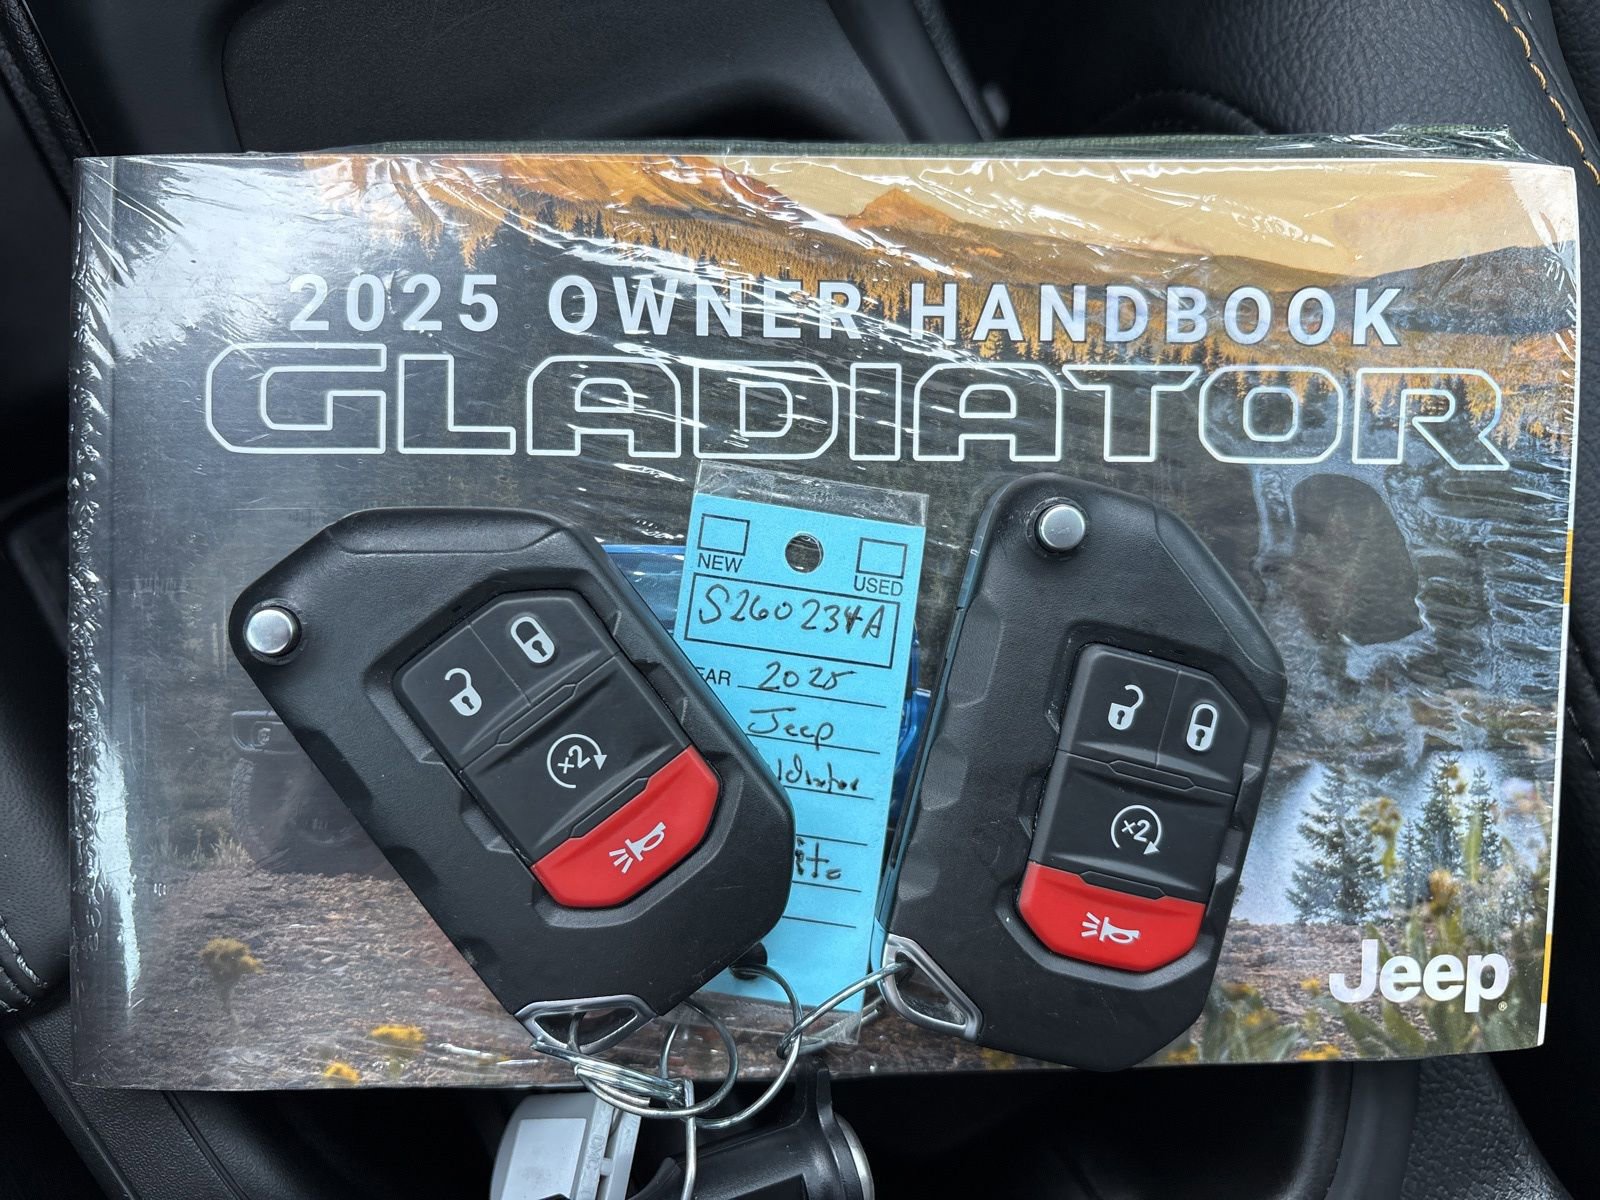 2025 OWNER HANDBOOK
GLADIATOR
NEW
USED
S260234A
EAR 2025
Jeep
x2
x2
Jeep